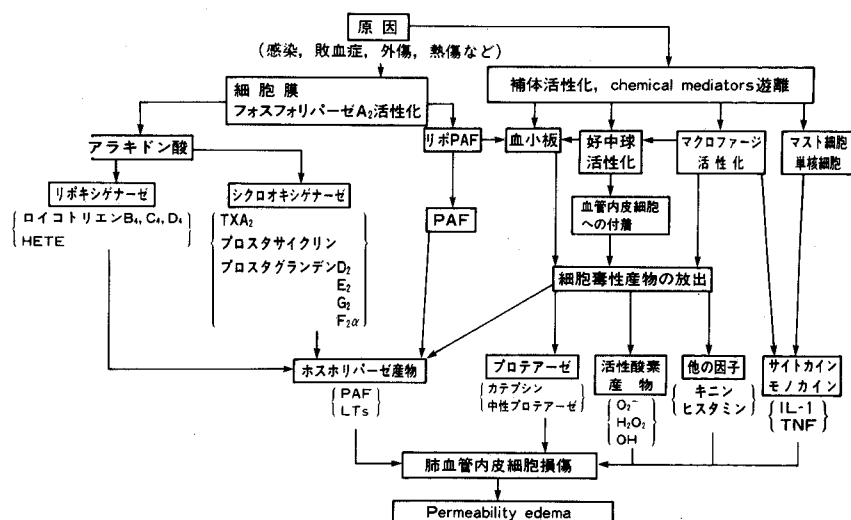 原因
(感染，敗血症，外傷，熱傷など)
細胞膜
フォスフォリパーゼA₂活性化
補体活性化，chemical mediators遊離
アラキドン酸
リポPAF
血小板
好中球
活性化
マクロファージ
活性化
マスト細胞
単核細胞
リポキシゲナーゼ
ロイコトリエンB₄, C₄, D₄
HETE
シクロオキシゲナーゼ
TXA₂
プロスタサイクリン
プロスタグランデンD₂
E₂
G₂
F₂α
PAF
血管内皮細胞
への付着
細胞毒性産物の放出
ホスホリパーゼ産物
PAF
LTs
プロテアーゼ
カテプシン
中性プロテアーゼ
活性酸素
産物
O₂⁻
H₂O₂
OH
他の因子
キニン
ヒスタミン
サイトカイン
モノカイン
IL-1
TNF
肺血管内皮細胞損傷
Permeability edema